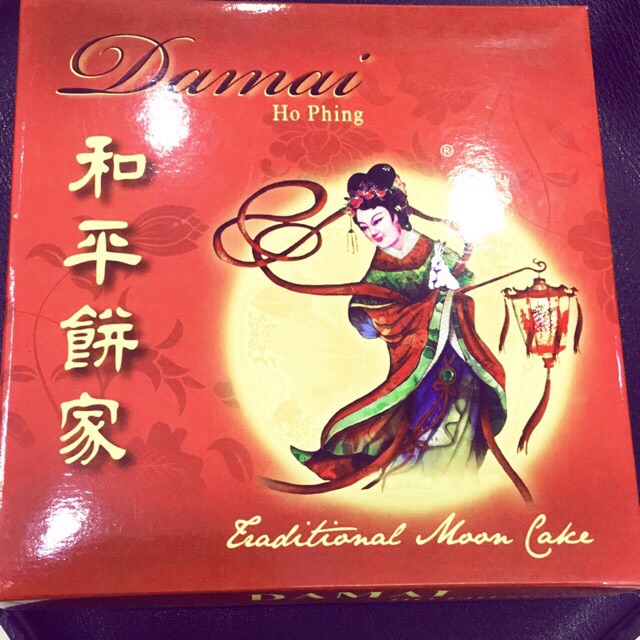 Damai
Ho Phing
®
和平餅家
Traditional Moon Cake
DAMAI